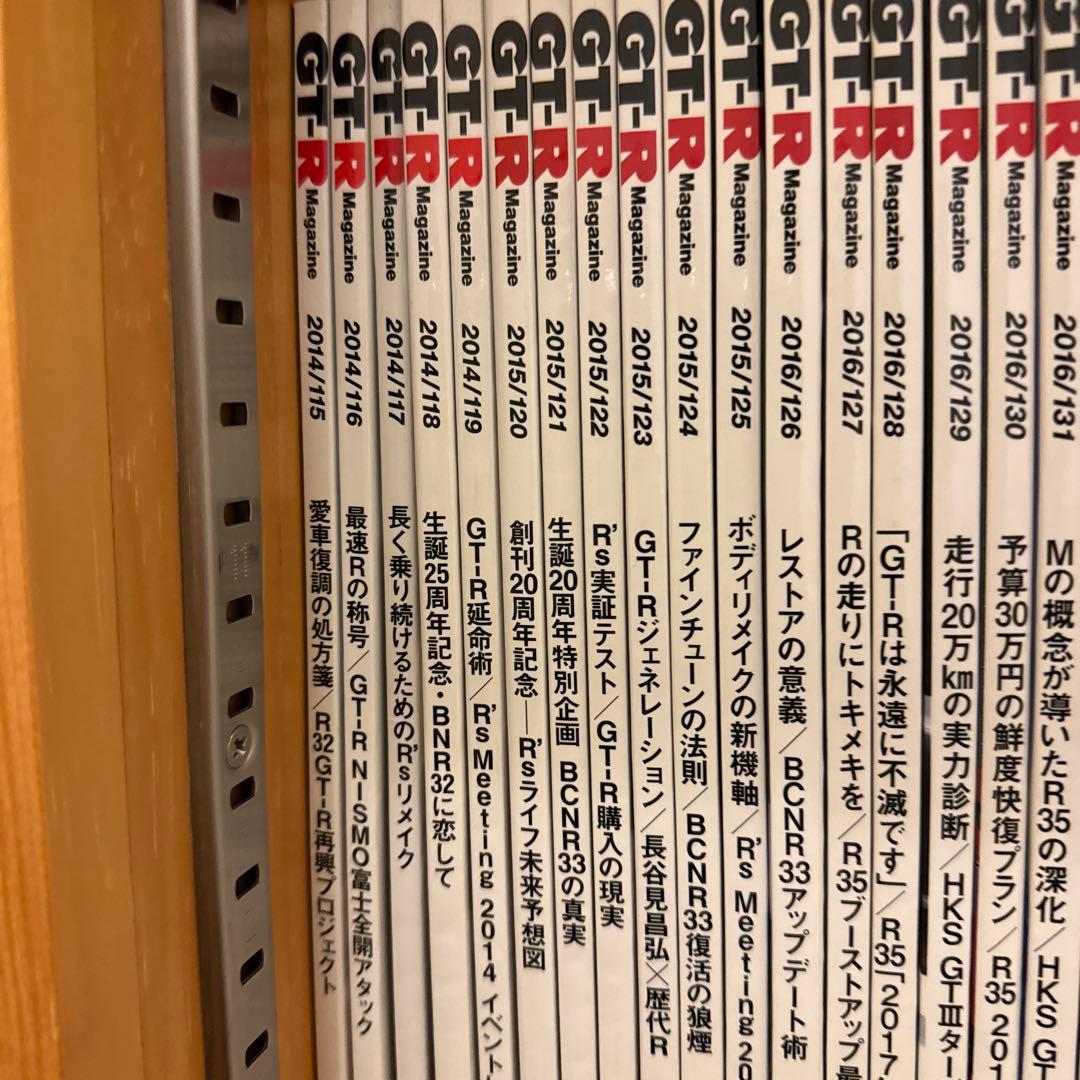 GT-R Magazine 2014/115 愛車復調の処方箋/R32GT-R再興プロジェクト
GT-R Magazine 2014/116 最速Rの称号/GT-R NISMO富士全開アタック
GT-R Magazine 2014/117 長く乗り続けるためのR'sリメイク
GT-R Magazine 2014/118 生誕25周年記念・BNR32に恋して
GT-R Magazine 2014/119 GT-R延命術/R's Meeting 2014 イベント
GT-R Magazine 2015/120 創刊20周年記念―R'sライフ未来予想図
GT-R Magazine 2015/121 生誕20周年特別企画 BCNR33の真実
GT-R Magazine 2015/122 R's実証テスト/GT-R購入の現実
GT-R Magazine 2015/123 GT-Rジェネレーション/長谷見昌弘×歴代R
GT-R Magazine 2015/124 ファインチューンの法則/BCNR33復活の狼煙
GT-R Magazine 2015/125 ボディリメイクの新機軸/R's Meeting 20
GT-R Magazine 2016/126 レストアの意義/BCNR33アップデート術
GT-R Magazine 2016/127 Rの走りにトキメキを/R35ブーストアップ最
GT-R Magazine 2016/128 「GT-Rは永遠に不滅です」/R35「2017
GT-R Magazine 2016/129 走行20万kmの実力診断/HKS GTⅢター
GT-R Magazine 2016/130 予算30万円の鮮度快復プラン/R35 201
GT-R Magazine 2016/131 Mの概念が導いたR35の深化/HKS GT